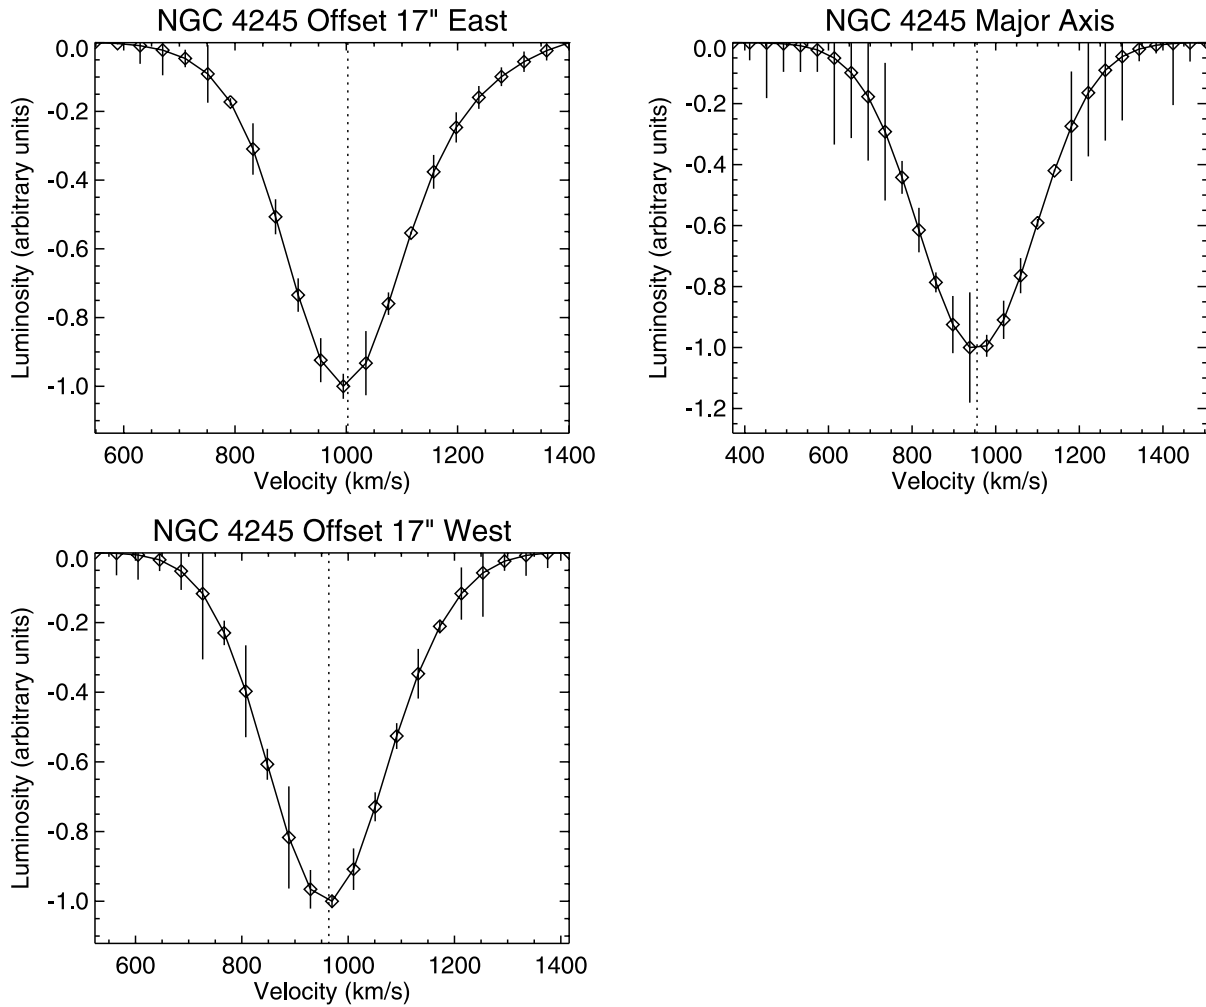 NGC 4245 Offset 17" East
0.0
-0.2
-0.4
-0.6
-0.8
-1.0
Luminosity (arbitrary units)
600 800 1000 1200 1400
Velocity (km/s)
NGC 4245 Major Axis
0.0
-0.2
-0.4
-0.6
-0.8
-1.0
-1.2
Luminosity (arbitrary units)
400 600 800 1000 1200 1400
Velocity (km/s)
NGC 4245 Offset 17" West
0.0
-0.2
-0.4
-0.6
-0.8
-1.0
Luminosity (arbitrary units)
600 800 1000 1200 1400
Velocity (km/s)